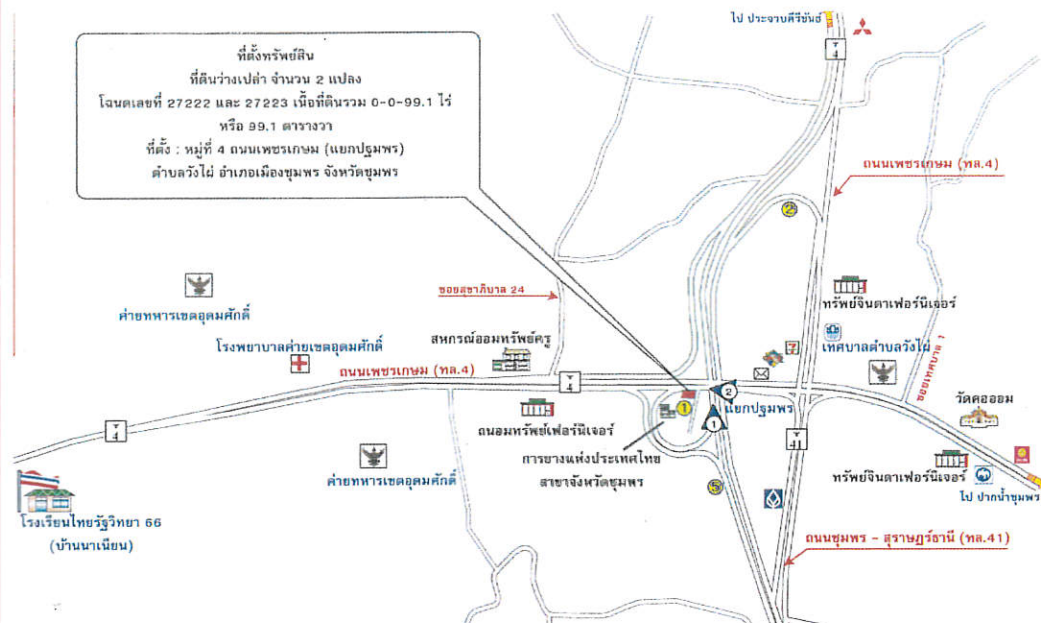 ไป ประจวบคีรีขันธ์
4
ที่ตั้งทรัพย์สิน
ที่ดินว่างเปล่า จำนวน 2 แปลง
โฉนดเลขที่ 27222 และ 27223 เนื้อที่ดินรวม 0-0-99.1 ไร่
หรือ 99.1 ตารางวา
ที่ตั้ง : หมู่ที่ 4 ถนนเพชรเกษม (แยกปฐมพร)
ตำบลวังไผ่ อำเภอเมืองชุมพร จังหวัดชุมพร
ถนนเพชรเกษม (ทล.4)
2
ซอยสุขาภิบาล 24
ทรัพย์จินดาเฟอร์นิเจอร์
ค่ายทหารเขตอุดมศักดิ์
สหกรณ์ออมทรัพย์ครู
โรงพยาบาลค่ายเขตอุดมศักดิ์
7
เทศบาลตำบลวังไผ่
ถนนเพชรเกษม (ทล.4)
4
ซอยเทศบาล 1
2
วัดคอออม
1
แยกปฐมพร
1
ถนอมทรัพย์เฟอร์นิเจอร์
4
41
การยางแห่งประเทศไทย
สาขาจังหวัดชุมพร
ค่ายทหารเขตอุดมศักดิ์
5
ทรัพย์จินดาเฟอร์นิเจอร์
ไป ปากน้ำชุมพร
โรงเรียนไทยรัฐวิทยา 66
(บ้านนาเนียน)
ถนนชุมพร - สุราษฎร์ธานี (ทล.41)